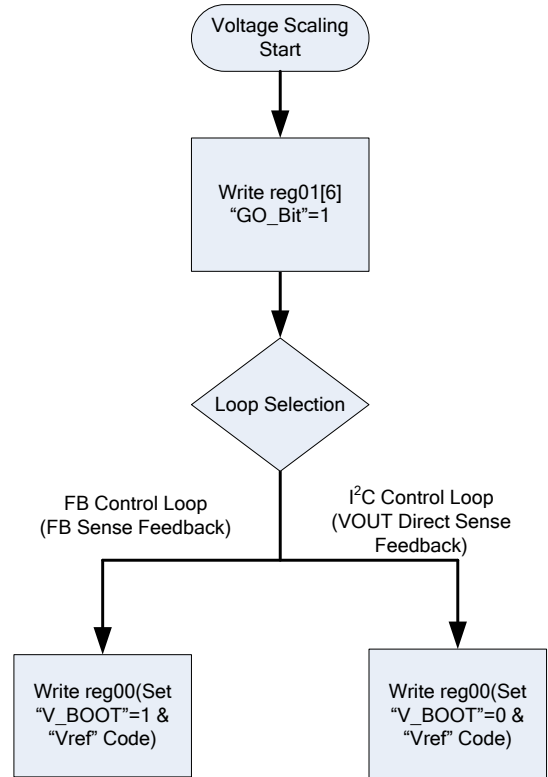 Voltage Scaling
Start
Write reg01[6]
“GO_Bit”=1
Loop Selection
FB Control Loop
(FB Sense Feedback)
I²C Control Loop
(VOUT Direct Sense
Feedback)
Write reg00(Set
“V_BOOT”=1 &
“Vref” Code)
Write reg00(Set
“V_BOOT”=0 &
“Vref” Code)